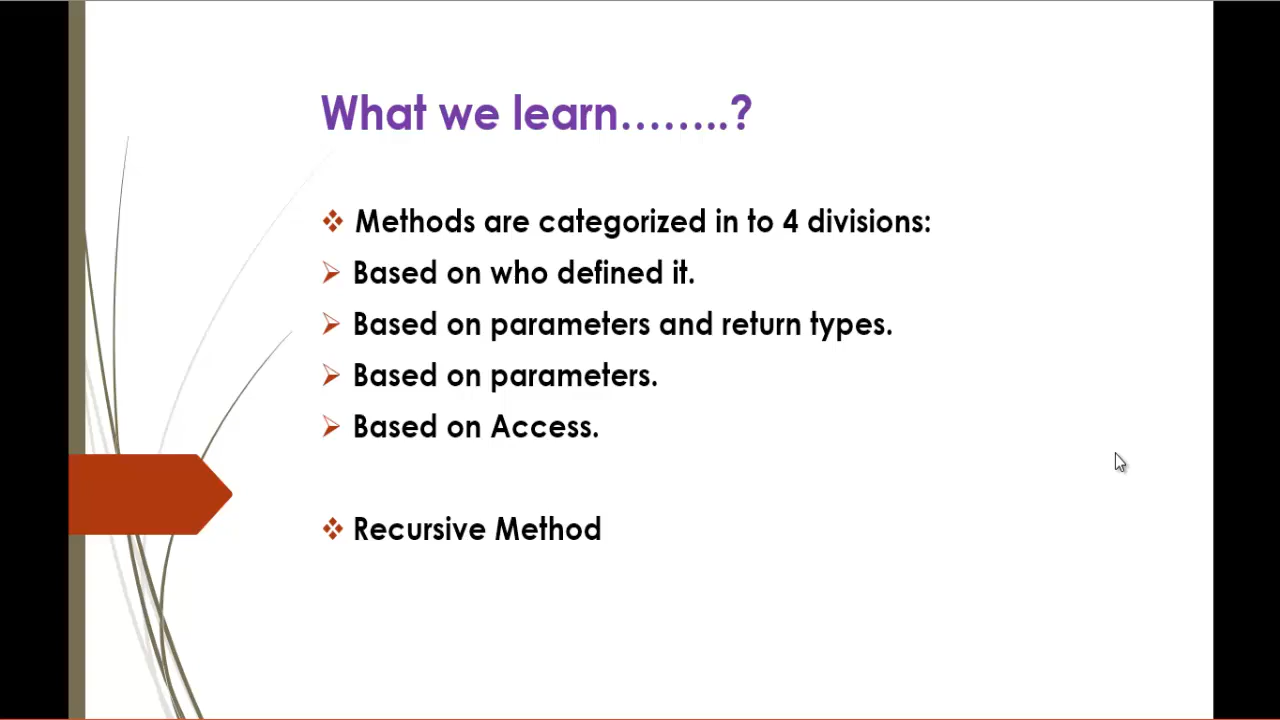 What we learn……..?
Methods are categorized in to 4 divisions:
Based on who defined it.
Based on parameters and return types.
Based on parameters.
Based on Access.
Recursive Method